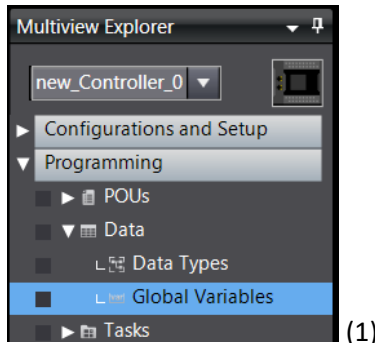 Multiview Explorer
new_Controller_0
Configurations and Setup
Programming
POUs
Data
Data Types
Global Variables
Tasks
(1)